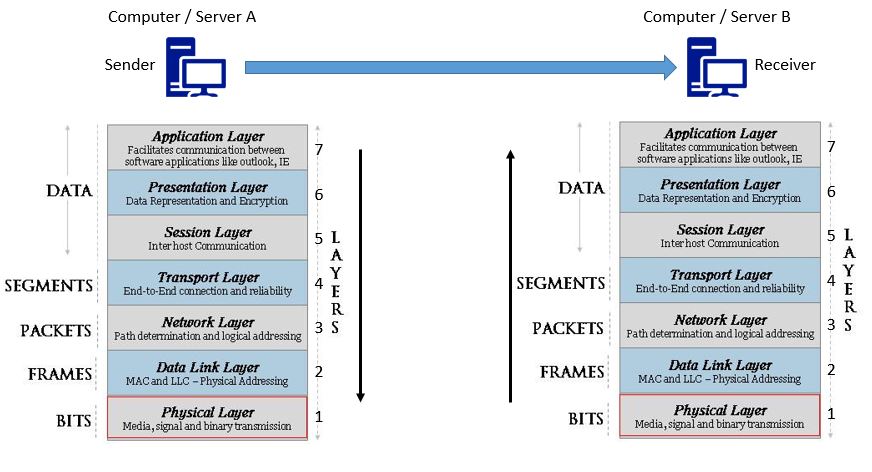 Computer / Server A
Computer / Server B
Sender
Receiver
Application Layer
Facilitates communication between
software applications like outlook, IE
7
Presentation Layer
Data Representation and Encryption
6
DATA
Session Layer
Interhost Communication
5
Transport Layer
End-to-End connection and reliability
4
SEGMENTS
Network Layer
Path determination and logical addressing
3
PACKETS
Data Link Layer
MAC and LLC – Physical Addressing
2
FRAMES
Physical Layer
Media, signal and binary transmission
1
BITS
LAYERS
Application Layer
Facilitates communication between
software applications like outlook, IE
7
Presentation Layer
Data Representation and Encryption
6
DATA
Session Layer
Interhost Communication
5
Transport Layer
End-to-End connection and reliability
4
SEGMENTS
Network Layer
Path determination and logical addressing
3
PACKETS
Data Link Layer
MAC and LLC – Physical Addressing
2
FRAMES
Physical Layer
Media, signal and binary transmission
1
BITS
LAYERS